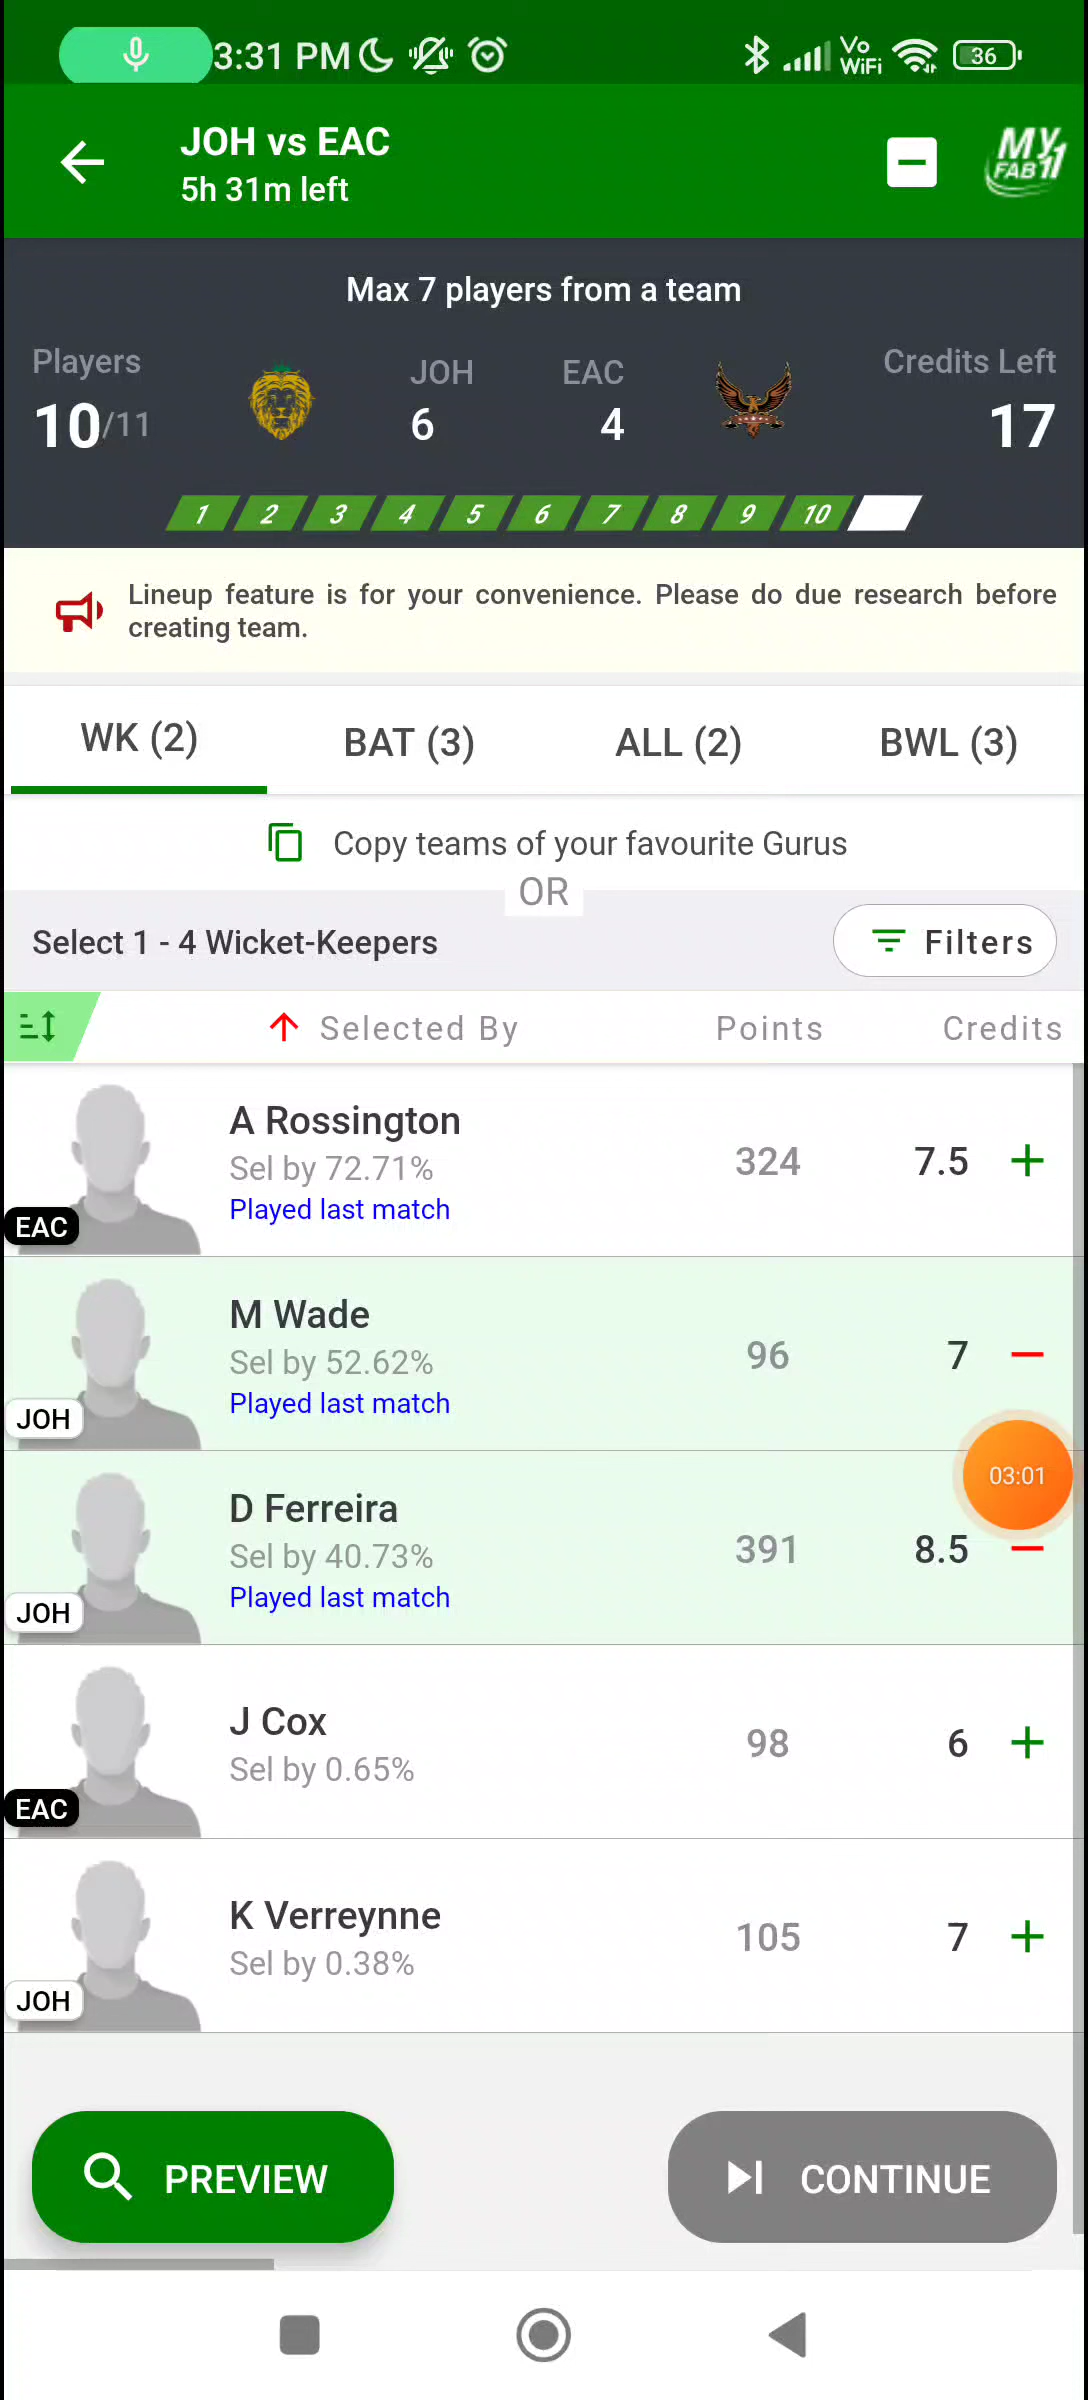 3:31 PM
Vo
WiFi
36
JOH vs EAC
5h 31m left
MY
FAB11
Max 7 players from a team
Players
JOH
EAC
Credits Left
10/11
6
4
17
1 2 3 4 5 6 7 8 9 10
Lineup feature is for your convenience. Please do due research before
creating team.
WK (2)
BAT (3)
ALL (2)
BWL (3)
Copy teams of your favourite Gurus
OR
Select 1 - 4 Wicket-Keepers
Filters
Selected By
Points
Credits
A Rossington
Sel by 72.71%
Played last match
EAC
324
7.5
M Wade
Sel by 52.62%
Played last match
JOH
96
7
03:01
D Ferreira
Sel by 40.73%
Played last match
JOH
391
8.5
J Cox
Sel by 0.65%
EAC
98
6
K Verreynne
Sel by 0.38%
JOH
105
7
PREVIEW
CONTINUE